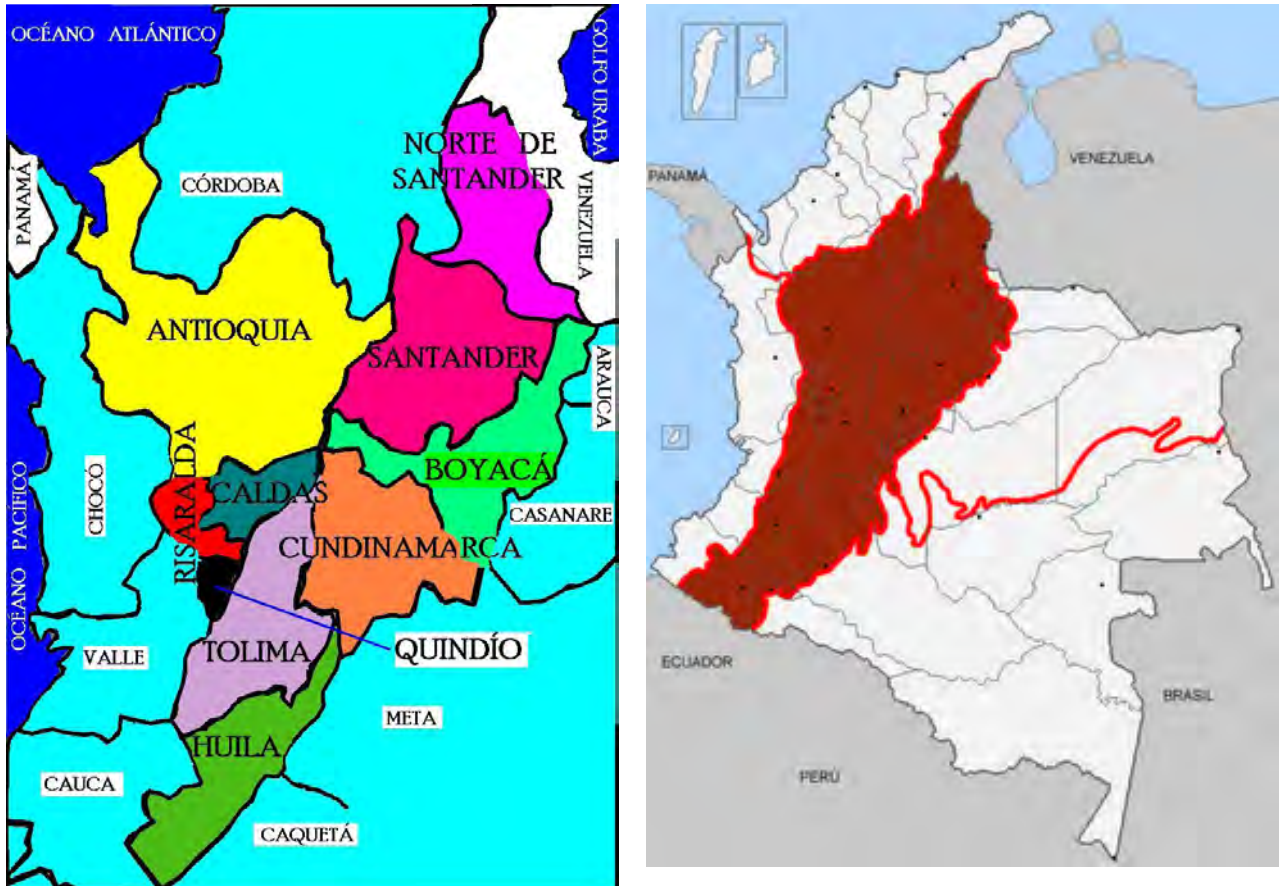 OCÉANO ATLÁNTICO
GOLFO URABA
PANAMÁ
CÓRDOBA
NORTE DE
SANTANDER
VENEZUELA
ANTIOQUIA
SANTANDER
ARAUCA
OCÉANO PACÍFICO
CHOCÓ
RISARALDA
CALDAS
BOYACÁ
CASANARE
CUNDINAMARCA
VALLE
TOLIMA
QUINDÍO
META
HUILA
CAUCA
CAQUETÁ
PANAMÁ
VENEZUELA
ECUADOR
BRASIL
PERÚ